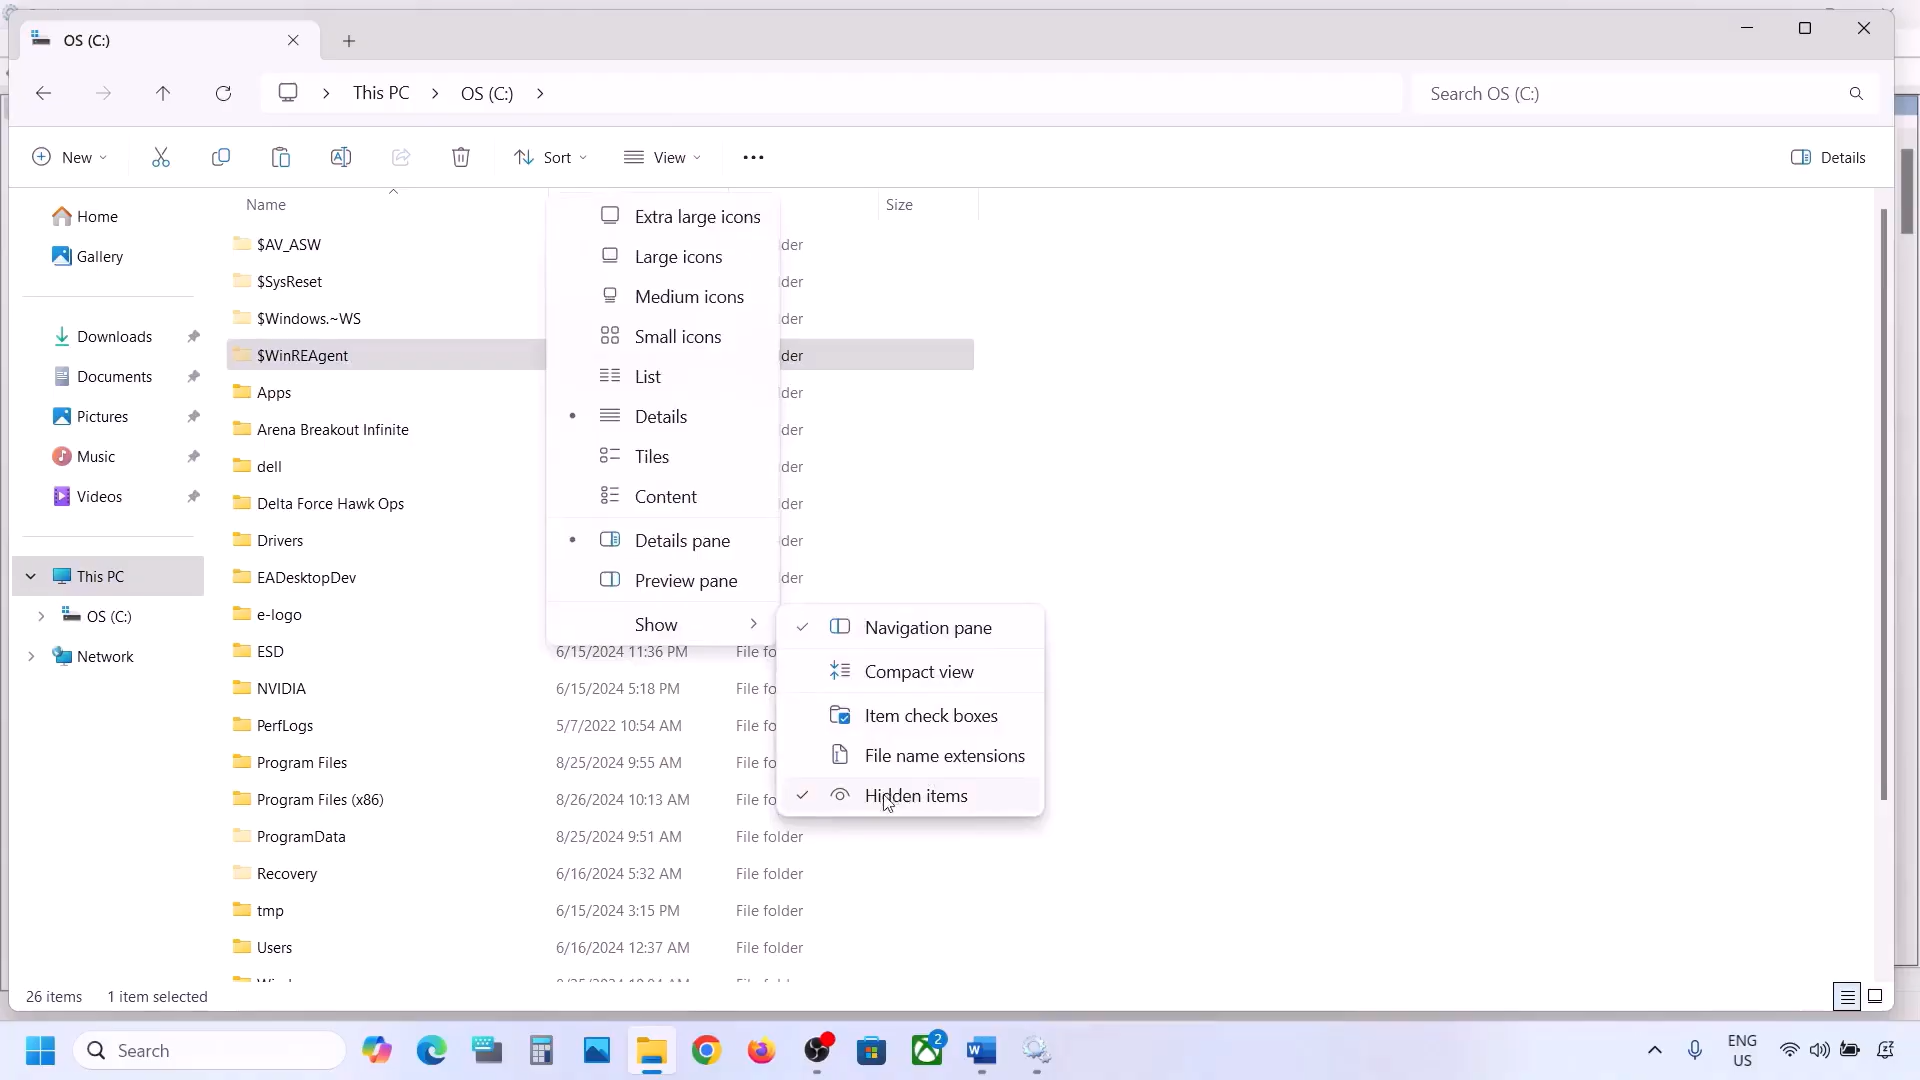 OS (C:)
This PC
OS (C:)
Search OS (C:)
New
Sort
View
Details
Home
Gallery
Downloads
Documents
Pictures
Music
Videos
This PC
OS (C:)
Network
Name
Size
$AV_ASW
der
$SysReset
der
$Windows.~WS
der
$WinREAgent
der
Apps
der
Arena Breakout Infinite
der
dell
der
Delta Force Hawk Ops
der
Drivers
der
EADesktopDev
der
e-logo
ESD 6/15/2024 11:36 PM File fo
NVIDIA 6/15/2024 5:18 PM File fo
PerfLogs 5/7/2022 10:54 AM File fo
Program Files 8/25/2024 9:55 AM File fo
Program Files (x86) 8/26/2024 10:13 AM File fo
ProgramData 8/25/2024 9:51 AM File folder
Recovery 6/16/2024 5:32 AM File folder
tmp 6/15/2024 3:15 PM File folder
Users 6/16/2024 12:37 AM File folder
Extra large icons
Large icons
Medium icons
Small icons
List
Details
Tiles
Content
Details pane
Preview pane
Show
Navigation pane
Compact view
Item check boxes
File name extensions
Hidden items
26 items 1 item selected
Search
2
ENG
US